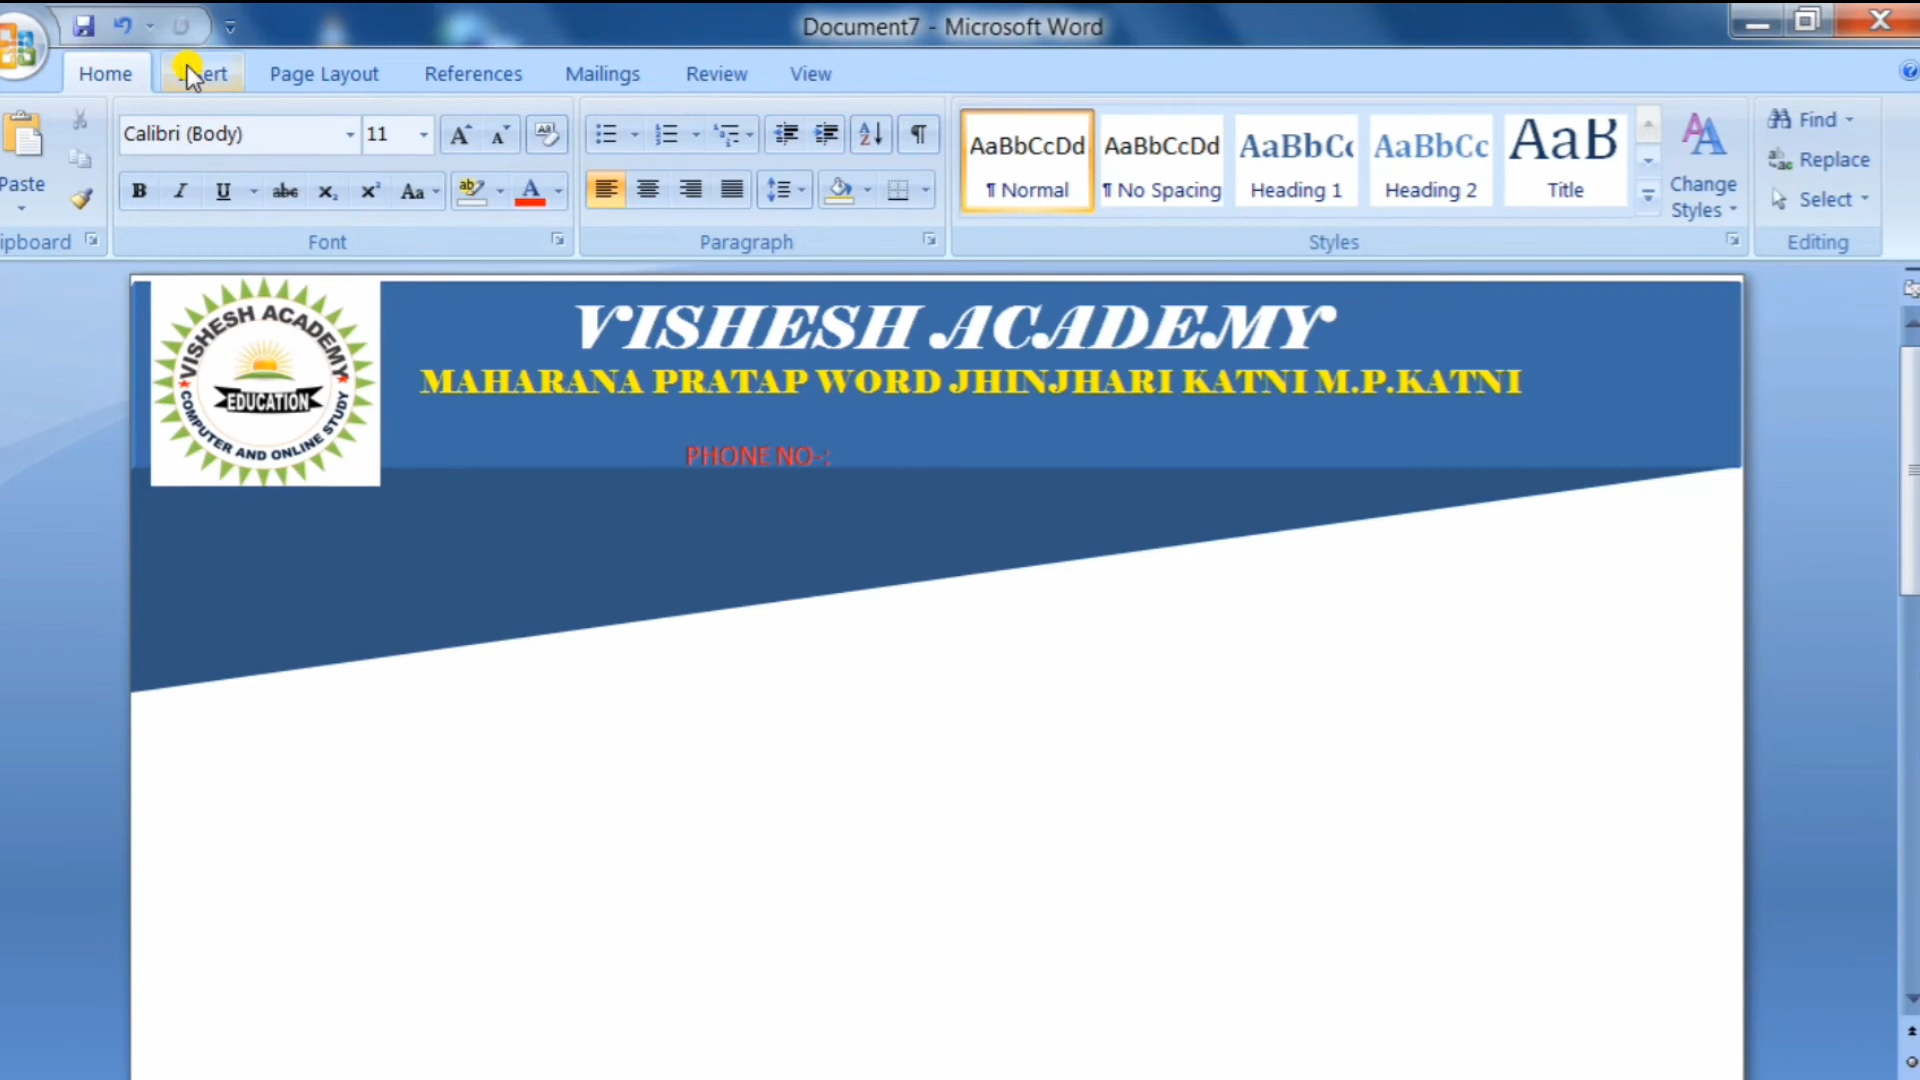 Document7 - Microsoft Word
Home
Page Layout
References
Mailings
Review
View
Calibri (Body)
11
AaBbCcDd
AaBbCcDd
AaBbCc
AaBbCc
AaB
¶ Normal
¶ No Spacing
Heading 1
Heading 2
Title
Change
Styles
Find
Replace
Select
Paste
ipboard
Font
Paragraph
Styles
Editing
VISHESH ACADEMY
EDUCATION
COMPUTER AND ONLINE STUDY
VISHESH ACADEMY
MAHARANA PRATAP WORD JHINJHARI KATNI M.P.KATNI
PHONE NO-: